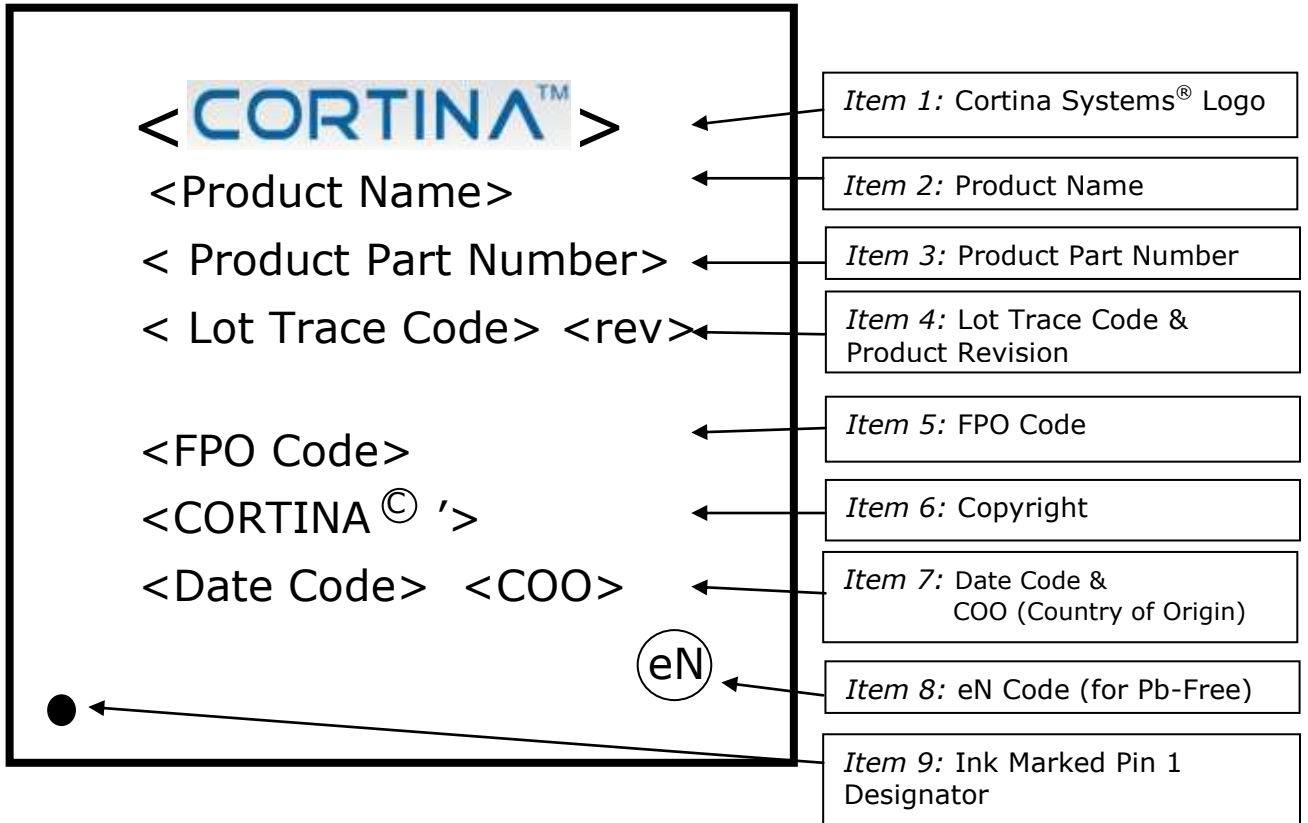 < CORTINA™ >
<Product Name>
< Product Part Number>
< Lot Trace Code> <rev>
<FPO Code>
<CORTINA © ’>
<Date Code> <COO>
eN
Item 1: Cortina Systems® Logo
Item 2: Product Name
Item 3: Product Part Number
Item 4: Lot Trace Code &
Product Revision
Item 5: FPO Code
Item 6: Copyright
Item 7: Date Code &
COO (Country of Origin)
Item 8: eN Code (for Pb-Free)
Item 9: Ink Marked Pin 1
Designator